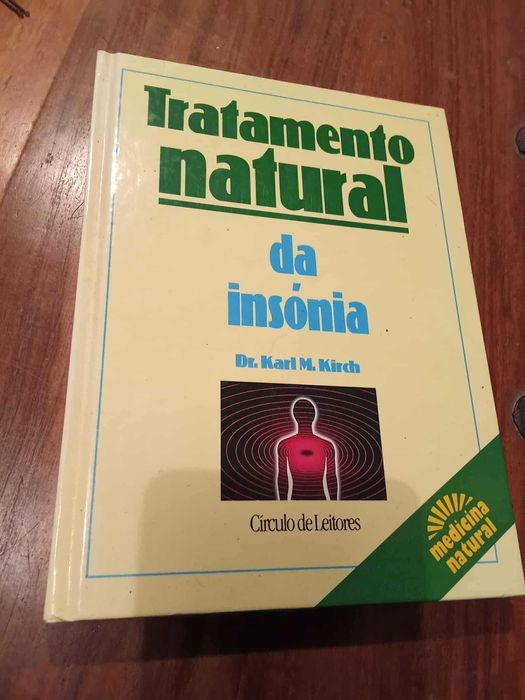 Tratamento
natural
da
insónia
Dr. Karl M. Kirch
Círculo de Leitores
medicina
natural